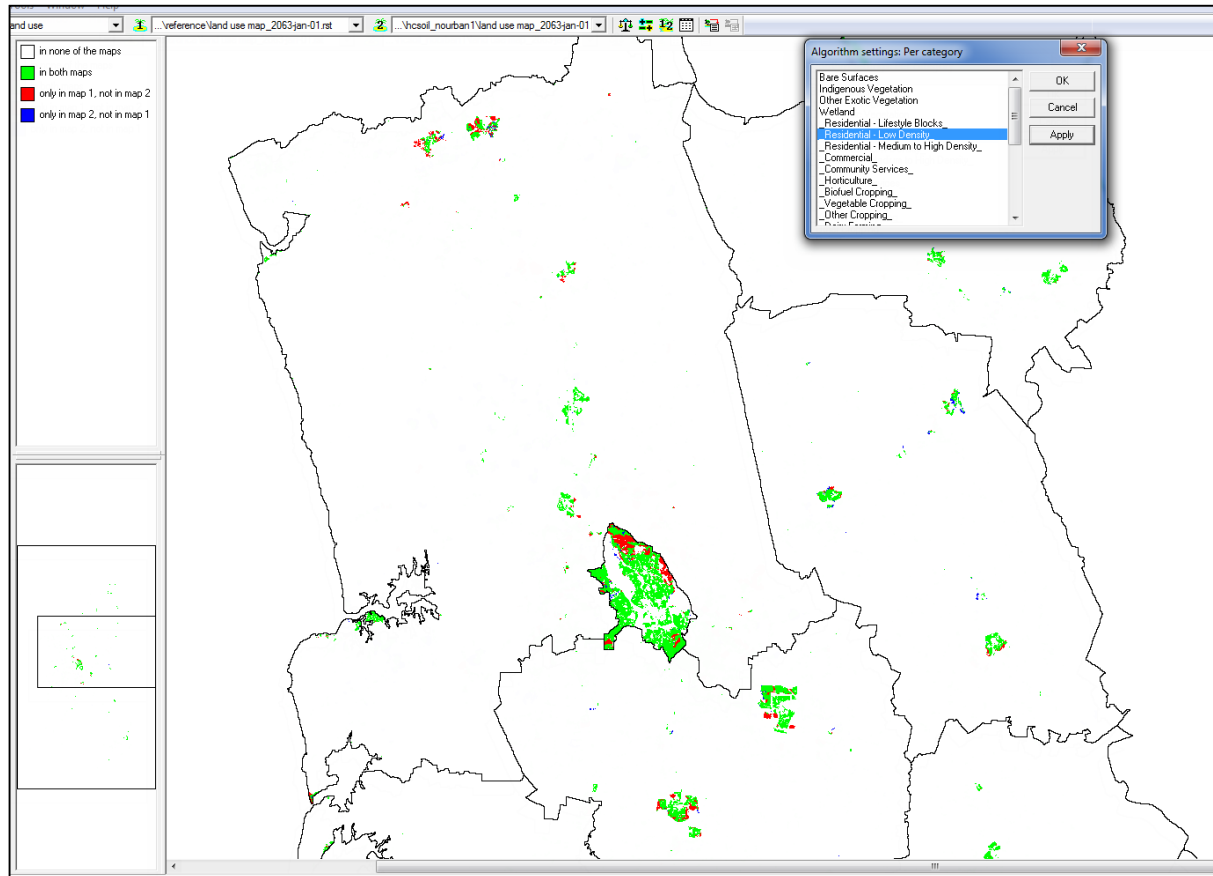 and use
1
...\reference\land use map_2063-jan-01.rst
2
...\hcsoil_nourban1\land use map_2063-jan-01
in none of the maps
in both maps
only in map 1, not in map 2
only in map 2, not in map 1
Algorithm settings: Per category
Bare Surfaces
Indigenous Vegetation
Other Exotic Vegetation
Wetland
_Residential - Lifestyle Blocks_
_Residential - Low Density_
_Residential - Medium to High Density_
_Commercial_
_Community Services_
_Horticulture_
_Biofuel Cropping_
_Vegetable Cropping_
_Other Cropping_
OK
Cancel
Apply